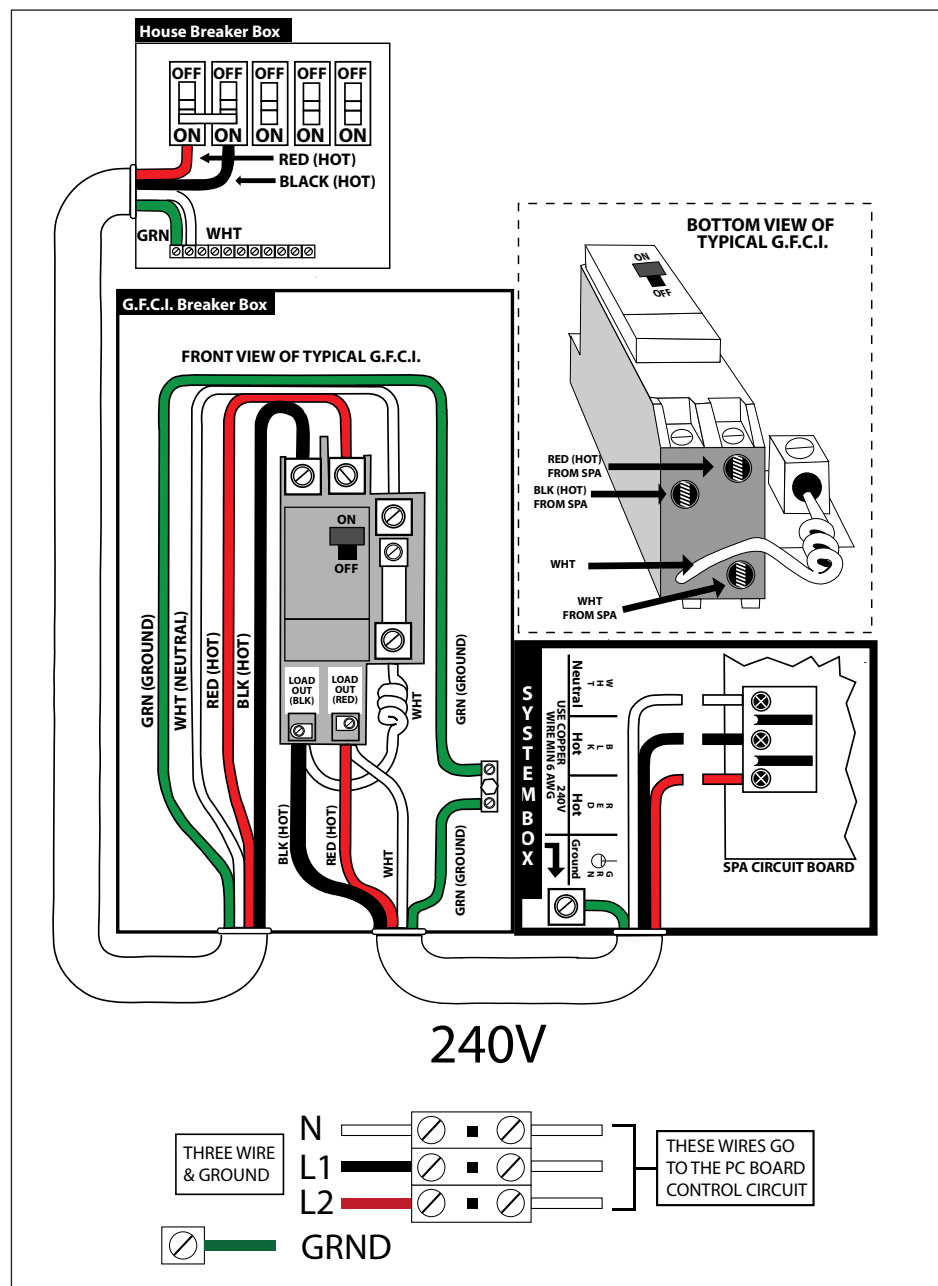 House Breaker Box
OFF OFF OFF OFF OFF
ON ON ON ON ON
RED (HOT)
BLACK (HOT)
GRN
WHT
BOTTOM VIEW OF
TYPICAL G.F.C.I.
ON
OFF
RED (HOT)
FROM SPA
BLK (HOT)
FROM SPA
WHT
WHT
FROM SPA
G.F.C.I. Breaker Box
FRONT VIEW OF TYPICAL G.F.C.I.
ON
OFF
GRN (GROUND)
WHT (NEUTRAL)
RED (HOT)
BLK (HOT)
LOAD
OUT
(BLK)
LOAD
OUT
(RED)
WHT
GRN (GROUND)
BLK (HOT)
RED (HOT)
WHT
GRN (GROUND)
SYSTEM BOX
USE COPPER 240V
WIRE MIN 6 AWG
Neutral
Hot
Hot
Ground
W I T
B L K
R E D
G R N
SPA CIRCUIT BOARD
240V
THREE WIRE
& GROUND
N
L1
L2
GRND
THESE WIRES GO
TO THE PC BOARD
CONTROL CIRCUIT